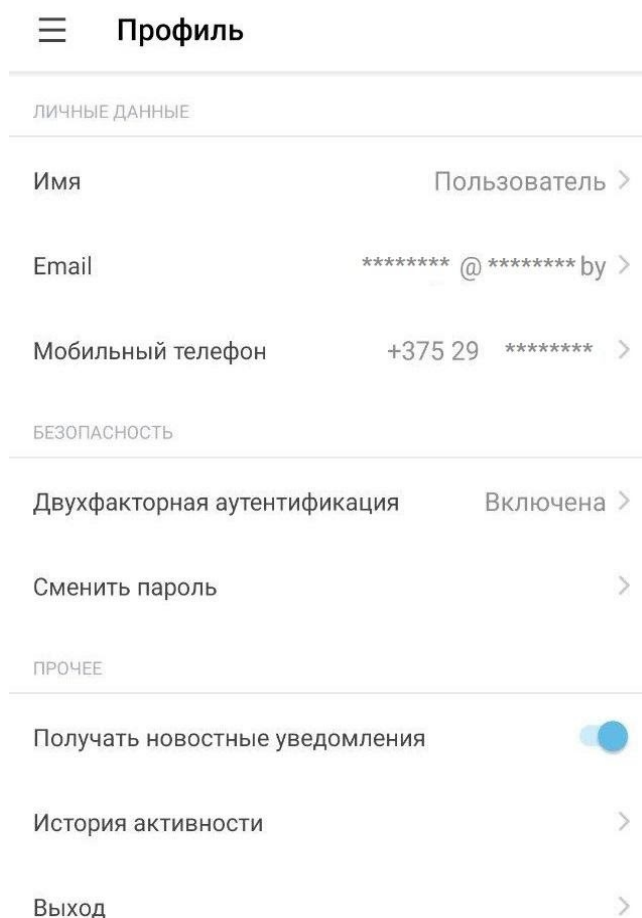 Профиль
ЛИЧНЫЕ ДАННЫЕ
Имя Пользователь
Email ******** @ ******** by
Мобильный телефон +375 29 ********
БЕЗОПАСНОСТЬ
Двухфакторная аутентификация Включена
Сменить пароль
ПРОЧЕЕ
Получать новостные уведомления
История активности
Выход